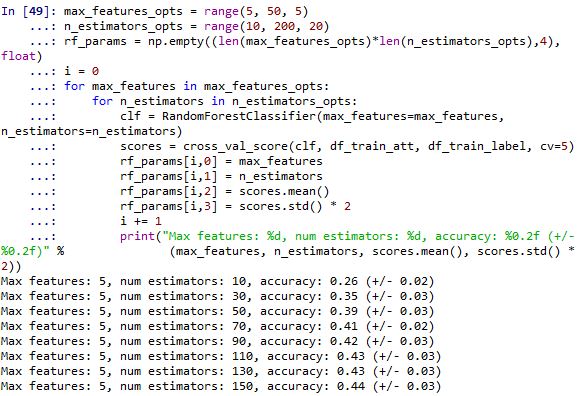 In [49]: max_features_opts = range(5, 50, 5)
    ...: n_estimators_opts = range(10, 200, 20)
    ...: rf_params = np.empty((len(max_features_opts)*len(n_estimators_opts),4),
float)
    ...: i = 0
    ...: for max_features in max_features_opts:
    ...:     for n_estimators in n_estimators_opts:
    ...:         clf = RandomForestClassifier(max_features=max_features,
n_estimators=n_estimators)
    ...:         scores = cross_val_score(clf, df_train_att, df_train_label, cv=5)
    ...:         rf_params[i,0] = max_features
    ...:         rf_params[i,1] = n_estimators
    ...:         rf_params[i,2] = scores.mean()
    ...:         rf_params[i,3] = scores.std() * 2
    ...:         i += 1
    ...:         print("Max features: %d, num estimators: %d, accuracy: %0.2f (+/-
%0.2f)" %               (max_features, n_estimators, scores.mean(), scores.std() *
2))
Max features: 5, num estimators: 10, accuracy: 0.26 (+/- 0.02)
Max features: 5, num estimators: 30, accuracy: 0.35 (+/- 0.03)
Max features: 5, num estimators: 50, accuracy: 0.39 (+/- 0.03)
Max features: 5, num estimators: 70, accuracy: 0.41 (+/- 0.02)
Max features: 5, num estimators: 90, accuracy: 0.42 (+/- 0.03)
Max features: 5, num estimators: 110, accuracy: 0.43 (+/- 0.03)
Max features: 5, num estimators: 130, accuracy: 0.43 (+/- 0.03)
Max features: 5, num estimators: 150, accuracy: 0.44 (+/- 0.03)